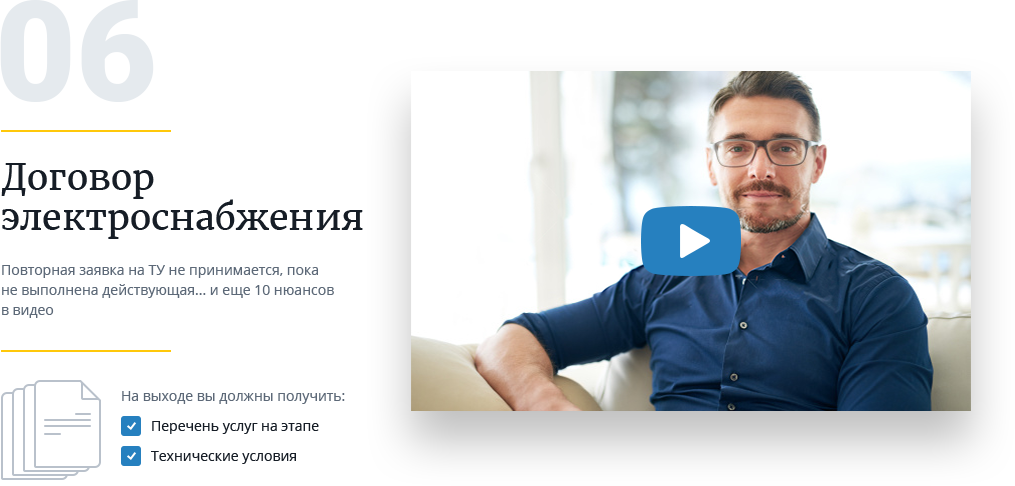 06
Договор
электроснабжения
Повторная заявка на ТУ не принимается, пока
не выполнена действующая... и еще 10 нюансов
в видео
На выходе вы должны получить:
Перечень услуг на этапе
Технические условия